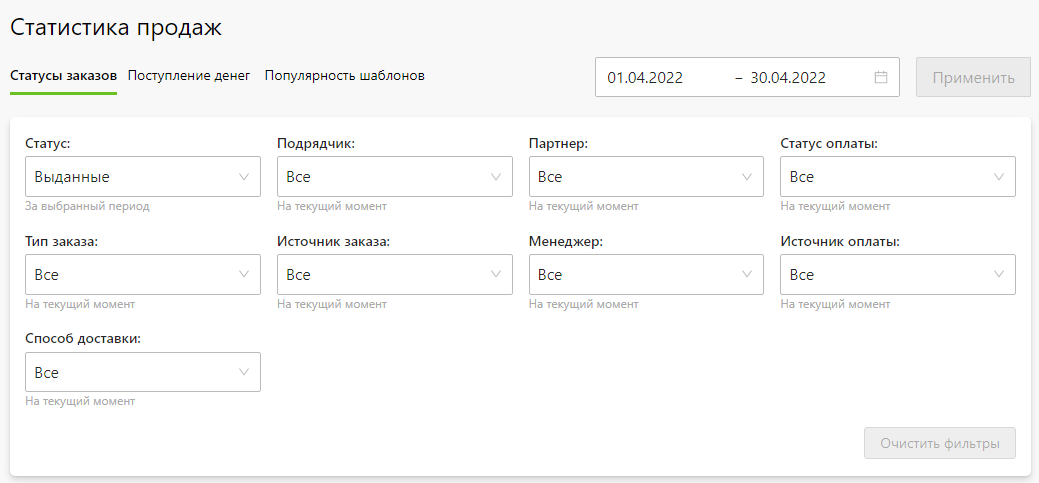 Статистика продаж
Статусы заказов Поступление денег Популярность шаблонов 01.04.2022 – 30.04.2022 Применить
Статус: Подрядчик: Партнер: Статус оплаты:
Выданные Все Все Все
За выбранный период На текущий момент На текущий момент На текущий момент
Тип заказа: Источник заказа: Менеджер: Источник оплаты:
Все Все Все Все
На текущий момент На текущий момент На текущий момент На текущий момент
Способ доставки:
Все
На текущий момент
Очистить фильтры